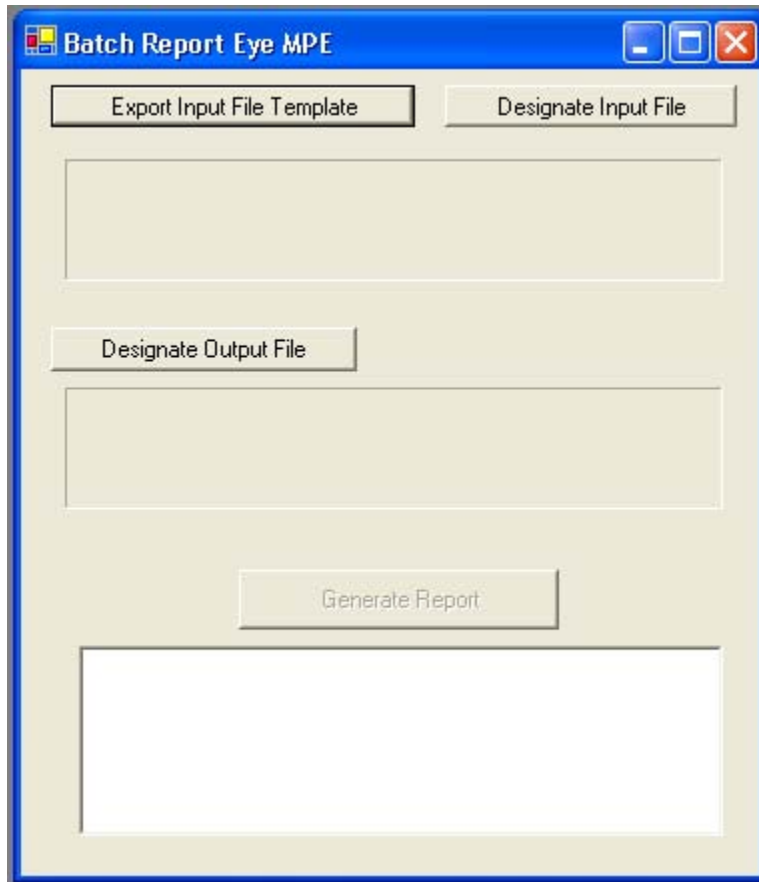 Batch Report Eye MPE
Export Input File Template
Designate Input File
Designate Output File
Generate Report